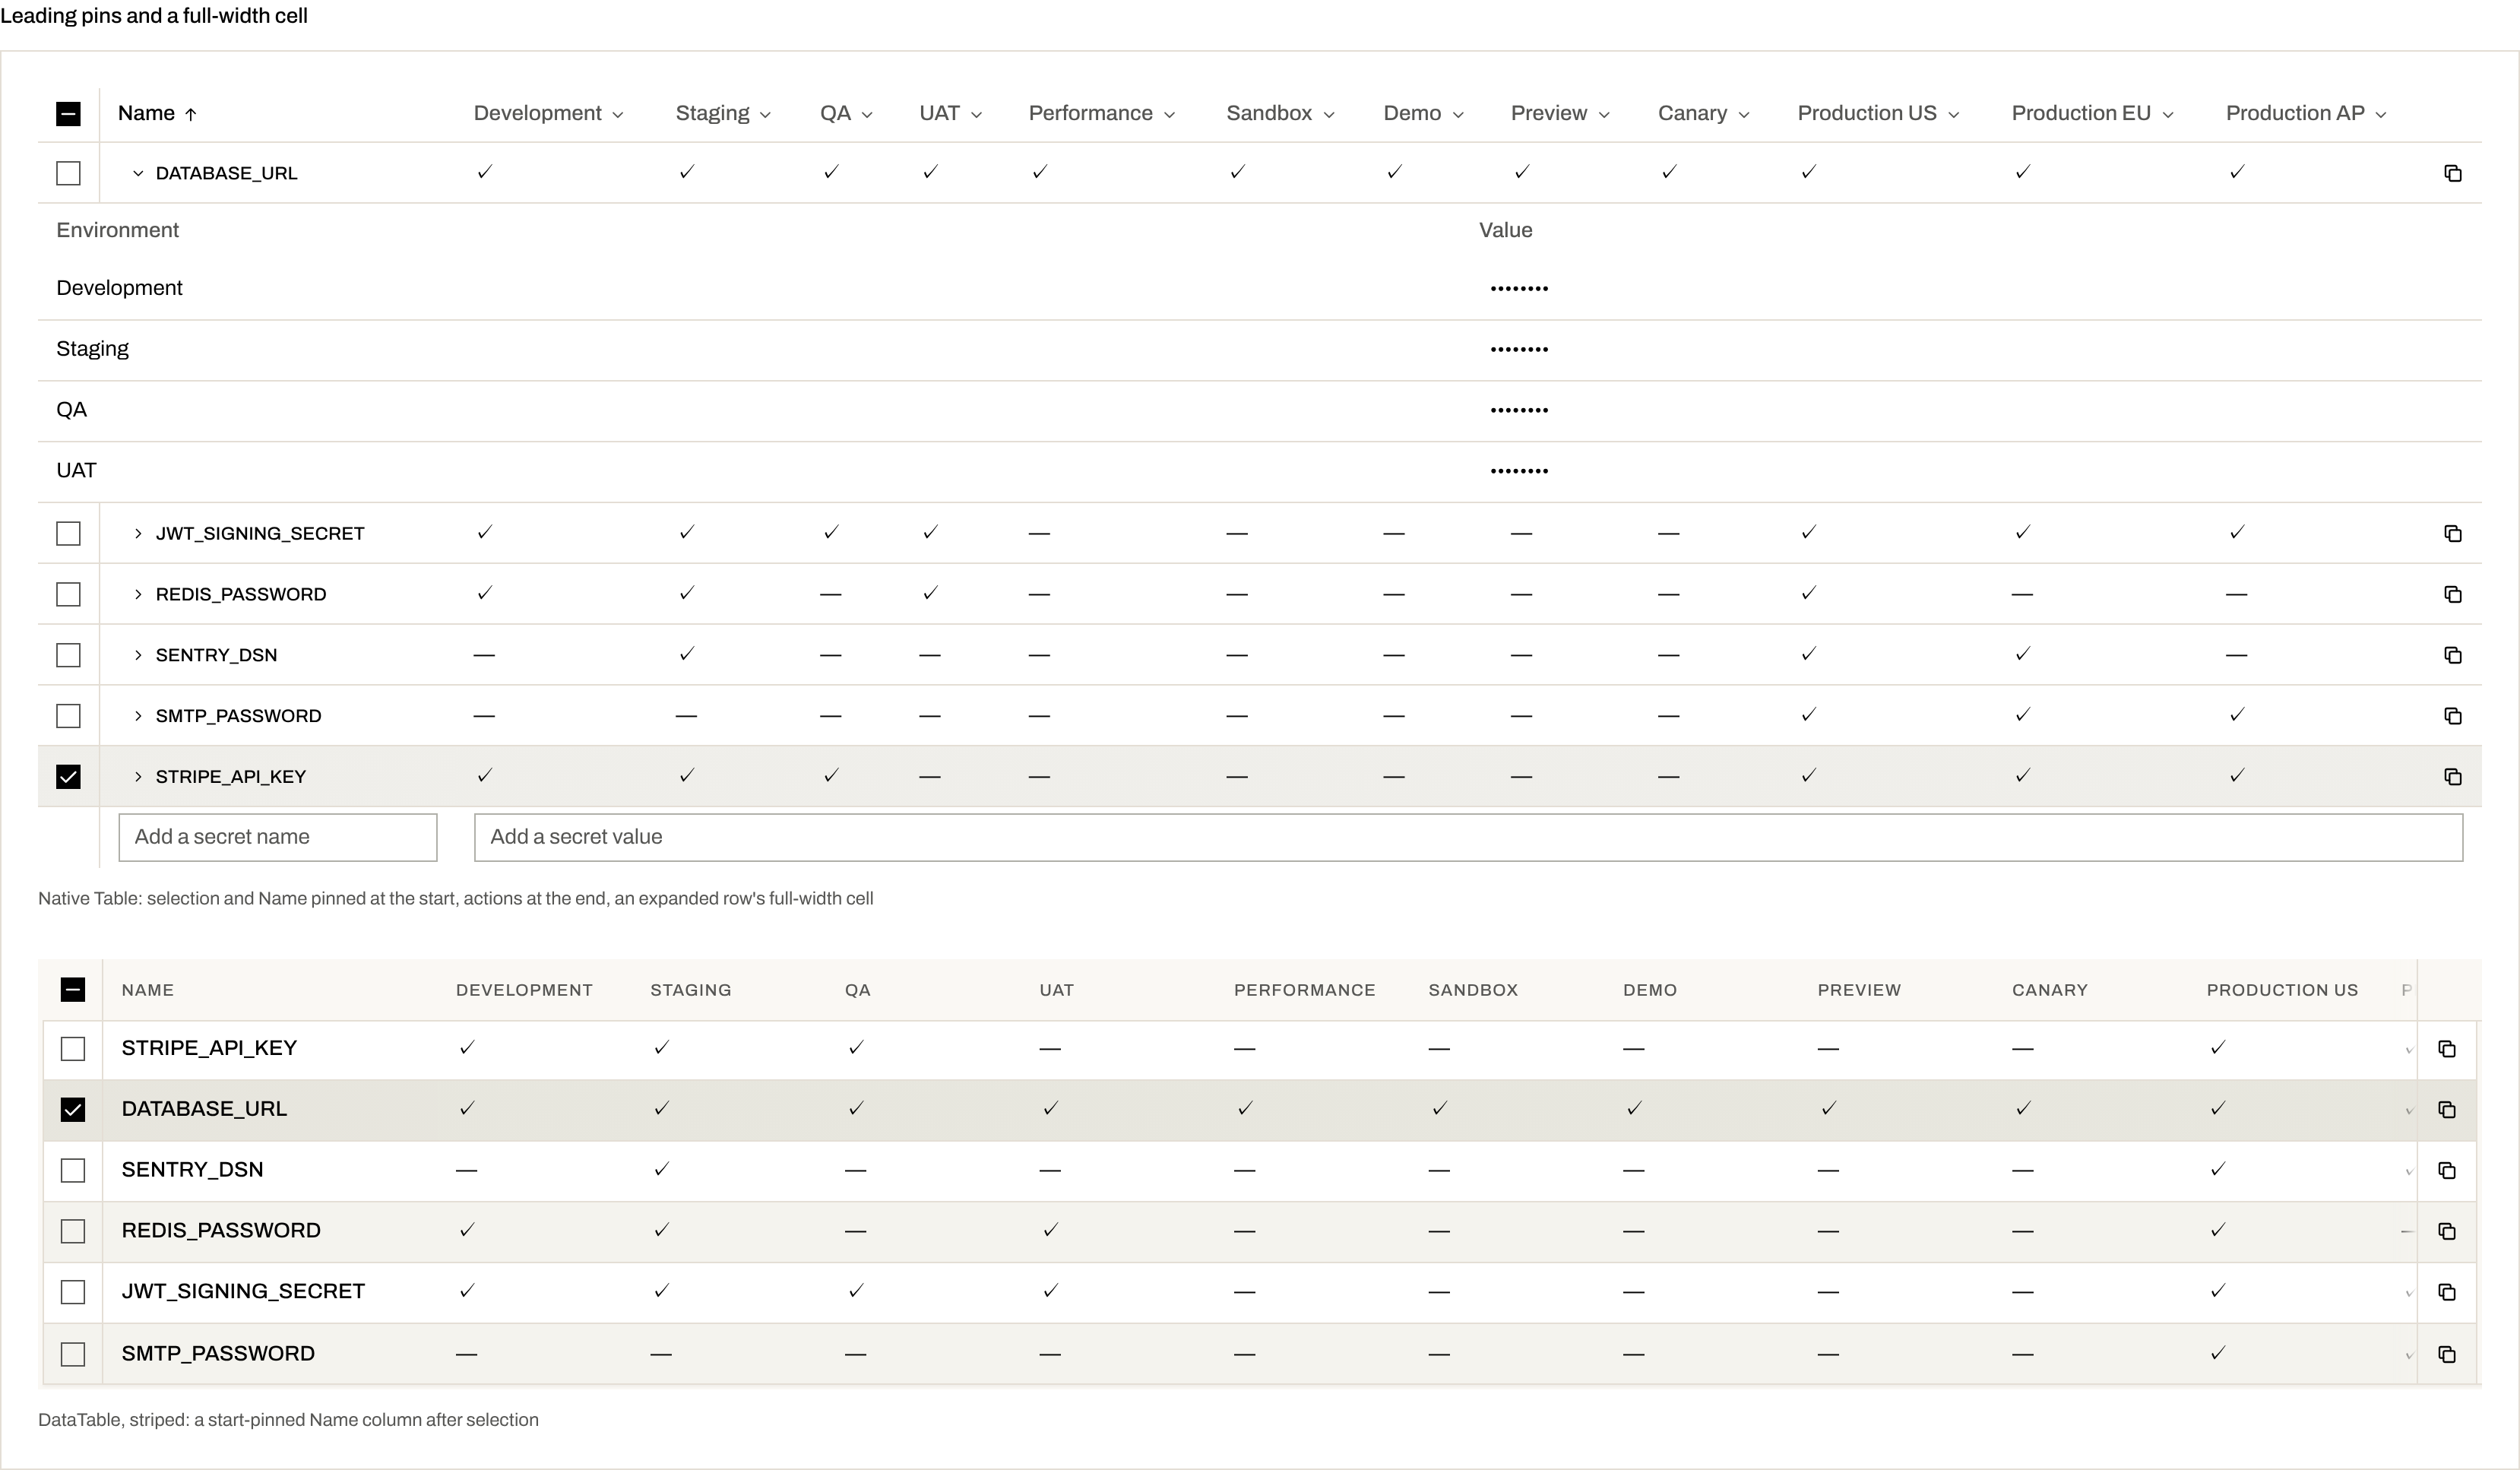 Leading pins and a full-width cell
Name ↑ Development Staging QA UAT Performance Sandbox Demo Preview Canary Production US Production EU Production AP
DATABASE_URL ✓ ✓ ✓ ✓ ✓ ✓ ✓ ✓ ✓ ✓ ✓ ✓
Environment Value
Development ••••••••
Staging ••••••••
QA ••••••••
UAT ••••••••
JWT_SIGNING_SECRET ✓ ✓ ✓ ✓ — — — — — ✓ ✓ ✓
REDIS_PASSWORD ✓ ✓ — ✓ — — — — — ✓ — —
SENTRY_DSN — ✓ — — — — — — — ✓ ✓ —
SMTP_PASSWORD — — — — — — — — — ✓ ✓ ✓
STRIPE_API_KEY ✓ ✓ ✓ — — — — — — ✓ ✓ ✓
Add a secret name Add a secret value
Native Table: selection and Name pinned at the start, actions at the end, an expanded row's full-width cell
NAME DEVELOPMENT STAGING QA UAT PERFORMANCE SANDBOX DEMO PREVIEW CANARY PRODUCTION US P
STRIPE_API_KEY ✓ ✓ ✓ — — — — — — ✓ ✓
DATABASE_URL ✓ ✓ ✓ ✓ ✓ ✓ ✓ ✓ ✓ ✓ ✓
SENTRY_DSN — ✓ — — — — — — — ✓ ✓
REDIS_PASSWORD ✓ ✓ — ✓ — — — — — ✓ —
JWT_SIGNING_SECRET ✓ ✓ ✓ ✓ — — — — — ✓ ✓
SMTP_PASSWORD — — — — — — — — — ✓ ✓
DataTable, striped: a start-pinned Name column after selection